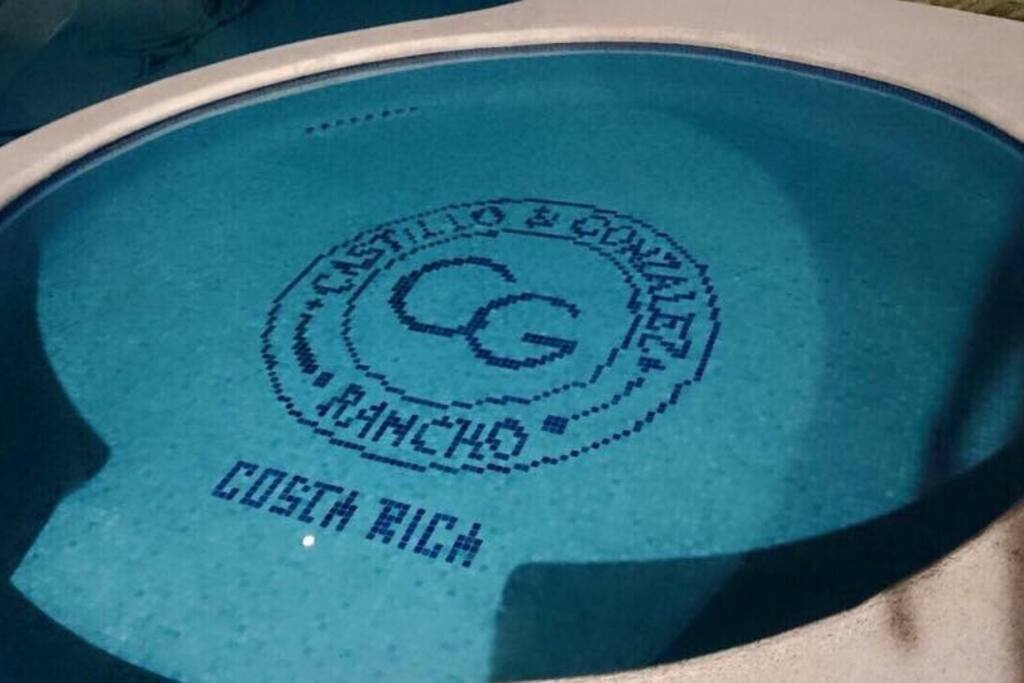 CASTILLO & GONZALEZ
CG
RANCHO
COSTA RICA